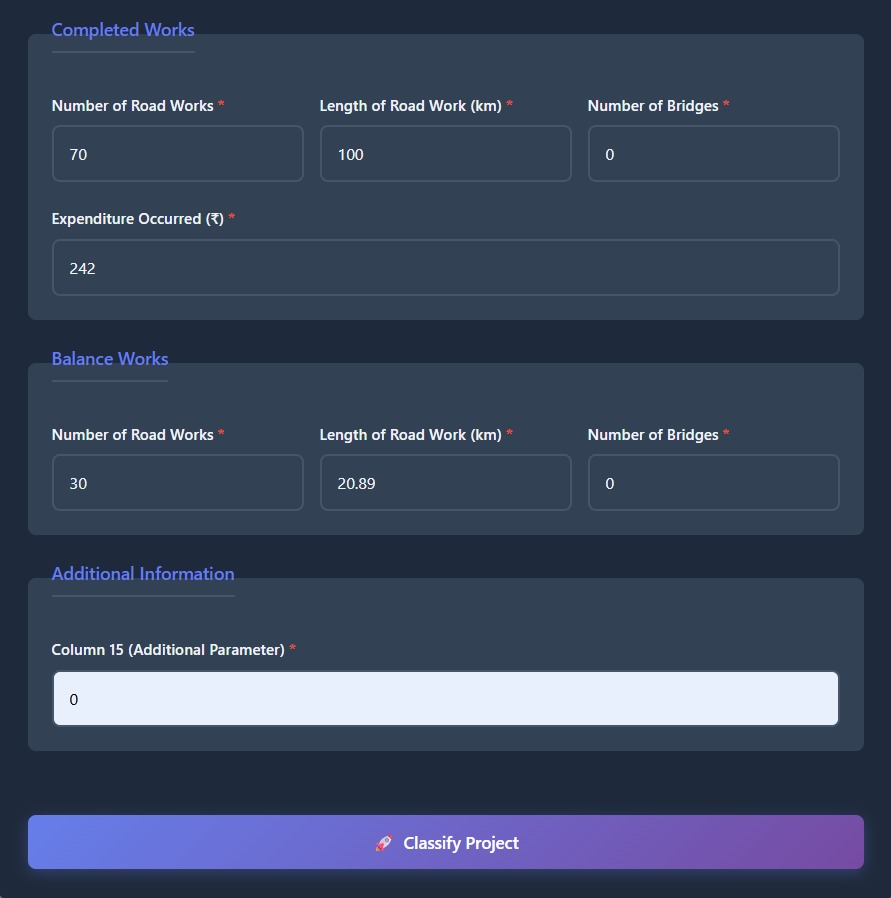 Completed Works
Number of Road Works * Length of Road Work (km) * Number of Bridges *
70 100 0
Expenditure Occurred (₹) *
242
Balance Works
Number of Road Works * Length of Road Work (km) * Number of Bridges *
30 20.89 0
Additional Information
Column 15 (Additional Parameter) *
0
🚀 Classify Project